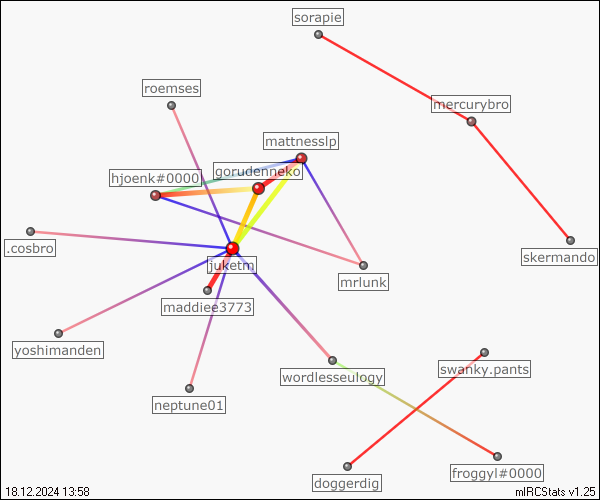 sorapie
roemses
mercurybro
mattnesslp
gorudenneko
hjoenk#0000
.cosbro
skermando
juketm
mrlunk
maddiee3773
yoshimanden
swanky.pants
wordlesseulogy
neptune01
froggyl#0000
doggerdig
18.12.2024 13:58
mIRCStats v1.25